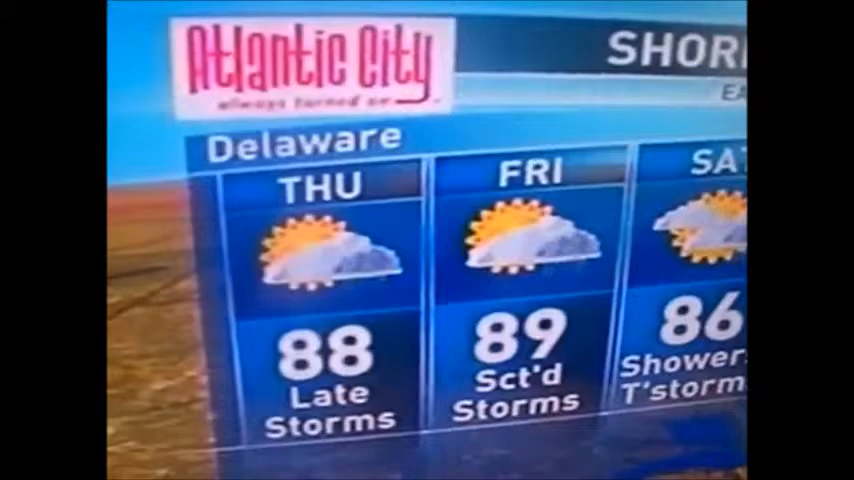 Atlantic City
always turned on
SHOR
EA
Delaware
THU
FRI
SAT
88
89
86
Late
Storms
Sct'd
Storms
Shower
T'storm